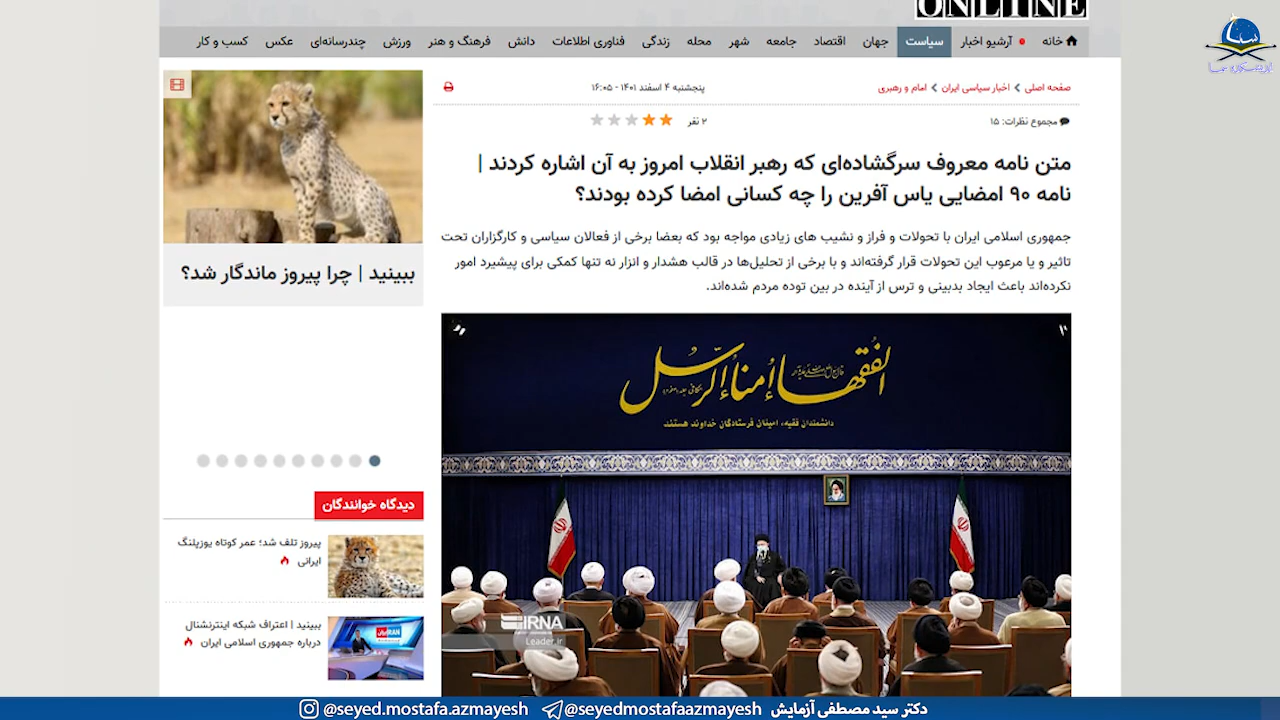 ONLINE
خانه
آرشیو اخبار
سیاست
جهان
اقتصاد
جامعه
شهر
محله
زندگی
فناوری اطلاعات
دانش
فرهنگ و هنر
ورزش
چندرسانه‌ای
عکس
کسب و کار
صفحه اصلی
اخبار سیاسی ایران
امام و رهبری
پنجشنبه ۴ اسفند ۱۴۰۱ - ۱۶:۰۵
مجموع نظرات: ۱۵
۲ نفر
متن نامه معروف سرگشاده‌ای که رهبر انقلاب امروز به آن اشاره کردند |
نامه ۹۰ امضایی یاس آفرین را چه کسانی امضا کرده بودند؟
جمهوری اسلامی ایران با تحولات و فراز و نشیب های زیادی مواجه بود که بعضا برخی از فعالان سیاسی و کارگزاران تحت
تاثیر و یا مرعوب این تحولات قرار گرفته‌اند و با برخی از تحلیل‌ها در قالب هشدار و انزار نه تنها کمکی برای پیشبرد امور
نکرده‌اند باعث ایجاد بدبینی و ترس از آینده در بین توده مردم شده‌اند.
الفقهاء امناء الرسل
دانشمندان فقیه، امینان فرستادگان خداوند هستند
IRNA
Leader.ir
ببینید | چرا پیروز ماندگار شد؟
دیدگاه خوانندگان
پیروز تلف شد؛ عمر کوتاه یوزپلنگ
ایرانی
ببینید | اعتراف شبکه اینترنشنال
درباره جمهوری اسلامی ایران
@seyed.mostafa.azmayesh
@seyedmostafaazmayesh
دکتر سید مصطفی آزمایش